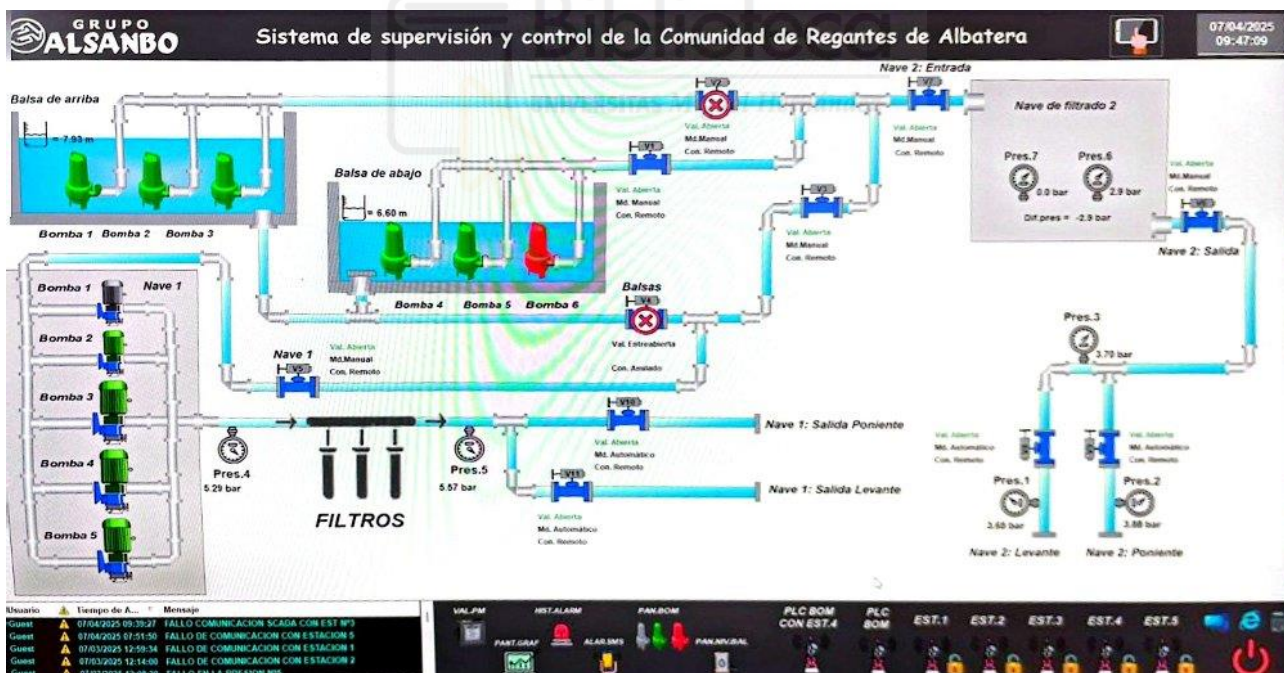 GRUPO
ALSANBO
Sistema de supervisión y control de la Comunidad de Regantes de Albatera
07/04/2025
09:47:09
Biblioteca
Nave 2: Entrada
Balsa de arriba
= 7.93 m
V2
V7
Val. Abierta
Md.Manual
Con. Remoto
Val. Abierta
Md.Manual
Con. Remoto
Nave de filtrado 2
Pres.7
0.0 bar
Pres.6
2.9 bar
Dif.pres = -2.9 bar
V1
Val. Abierta
Md. Manual
Con. Remoto
Balsa de abajo
= 6.60 m
V3
Val. Abierta
Md.Manual
Con. Remoto
Val. Abierta
Md.Manual
Con. Remoto
Nave 2: Salida
Bomba 1 Bomba 2 Bomba 3
Bomba 4 Bomba 5 Bomba 6
Balsas
V4
Val. Entreabierta
Con. Anulado
Bomba 1
Nave 1
Bomba 2
Bomba 3
Bomba 4
Bomba 5
Nave 1
V5
Val. Abierta
Md.Manual
Con. Remoto
Pres.3
3.70 bar
Pres.4
5.29 bar
FILTROS
Pres.5
5.57 bar
V10
Val. Abierta
Md. Automático
Con. Remoto
Nave 1: Salida Poniente
V11
Val. Abierta
Md. Automático
Con. Remoto
Nave 1: Salida Levante
Val. Abierta
Md. Automático
Con. Remoto
Val. Abierta
Md. Automático
Con. Remoto
Pres.1
Pres.2
3.88 bar
Nave 2: Levante
Nave 2: Poniente
Usuario Tiempo de A... Mensaje
Guest 07/04/2025 09:39:27 FALLO COMUNICACION SCADA CON EST Nº3
Guest 07/04/2025 07:51:50 FALLO DE COMUNICACION CON ESTACION 5
Guest 07/03/2025 12:59:34 FALLO DE COMUNICACION CON ESTACION 1
Guest 07/03/2025 12:14:00 FALLO DE COMUNICACION CON ESTACION 2
Guest
VAL.PM
HIST.ALARM
PAN.BOM
PANT.GRAF
ALAR.SMS
PAN.NIV.BAL
PLC BOM
CON EST.4
PLC
BOM
EST.1
EST.2
EST.3
EST.4
EST.5